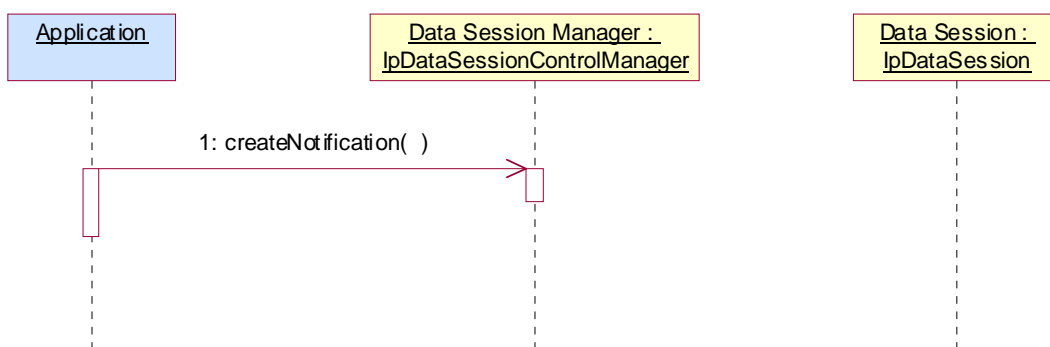 Application
Data Session Manager :
IpDataSessionControlManager
Data Session :
IpDataSession
1: createNotification( )